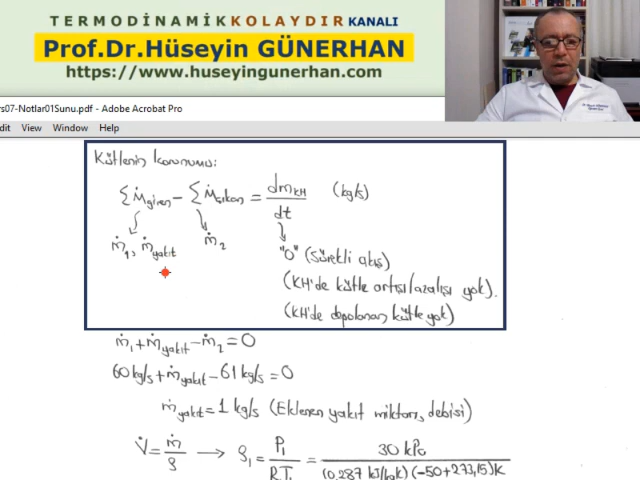 TERMODİNAMİK KOLAYDIR KANALI
Prof.Dr.Hüseyin GÜNERHAN
https://www.huseyingunerhan.com
rs07-Notlar01Sunu.pdf - Adobe Acrobat Pro
dit View Window Help
Kütlenin korunumu:
∑ṁgiren - ∑ṁçıkan = dmKH/dt (kg/s)
ṁ1, ṁyakıt ṁ2
"0" (Sürekli akış)
(KH'de kütle artışı/azalışı yok).
(KH'de depolanan kütle yok)
ṁ1 + ṁyakıt - ṁ2 = 0
60 kg/s + ṁyakıt - 61 kg/s = 0
ṁyakıt = 1 kg/s (Eklenen yakıt miktarı, debisi)
V̇ = ṁ/ρ → ρ1 = P1/RT1 = 30 kPa/(0,287 kJ/kgK)(-50+273,15)K